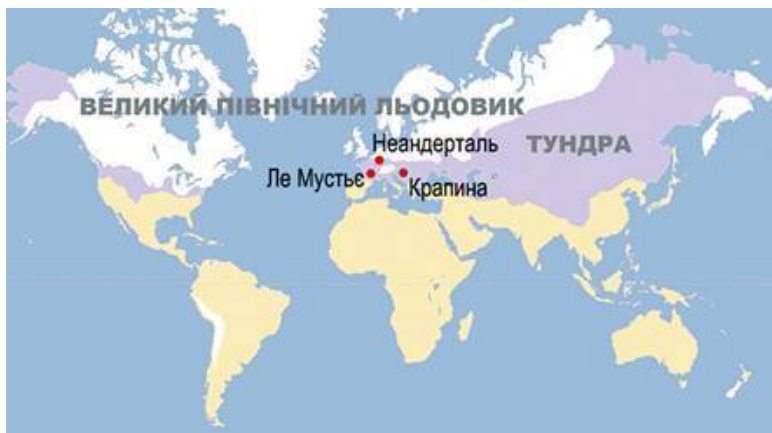 ВЕЛИКИЙ ПІВНІЧНИЙ ЛЬОДОВИК
Неандерталь
ТУНДРА
Ле Мустьє
Крапина